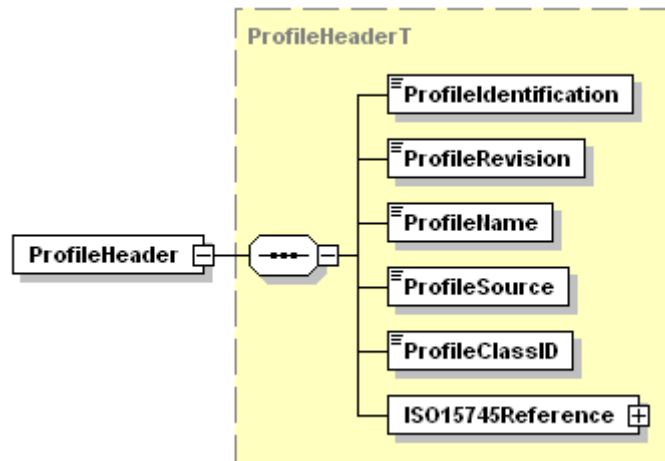 ProfileHeaderT
ProfileIdentification
ProfileRevision
ProfileName
ProfileHeader
ProfileSource
ProfileClassID
ISO15745Reference